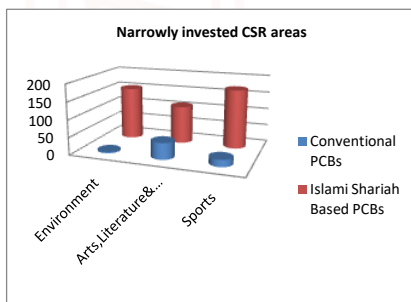 Narrowly invested CSR areas
200
150
100
50
0
Environment
Arts,Literature&...
Sports
Conventional
PCBs
Islami Shariah
Based PCBs